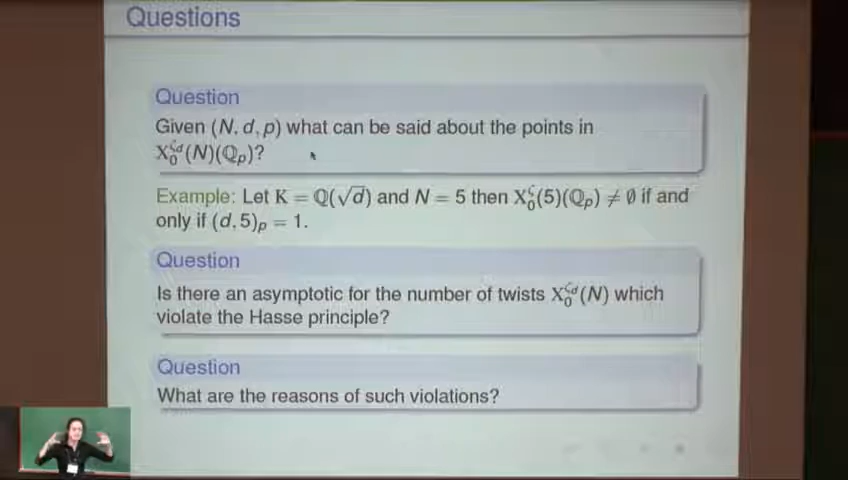 Questions
Question
Given (N, d, p) what can be said about the points in
X₀^ζd(N)(ℚₚ)?
Example: Let K = ℚ(√d) and N = 5 then X₀^ζ(5)(ℚₚ) ≠ ∅ if and
only if (d, 5)ₚ = 1.
Question
Is there an asymptotic for the number of twists X₀^ζd(N) which
violate the Hasse principle?
Question
What are the reasons of such violations?